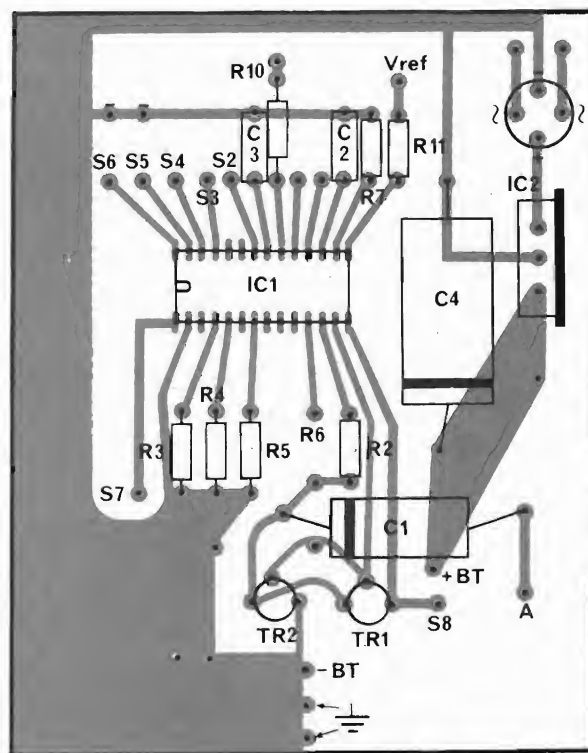 R10
Vref
C
3
C
2
R11
S6
S5
S4
S3
S2
R7
IC2
~
~
+
IC1
C4
R3
R4
R5
R6
R2
S7
C1
+BT
A
TR2
TR1
S8
-BT